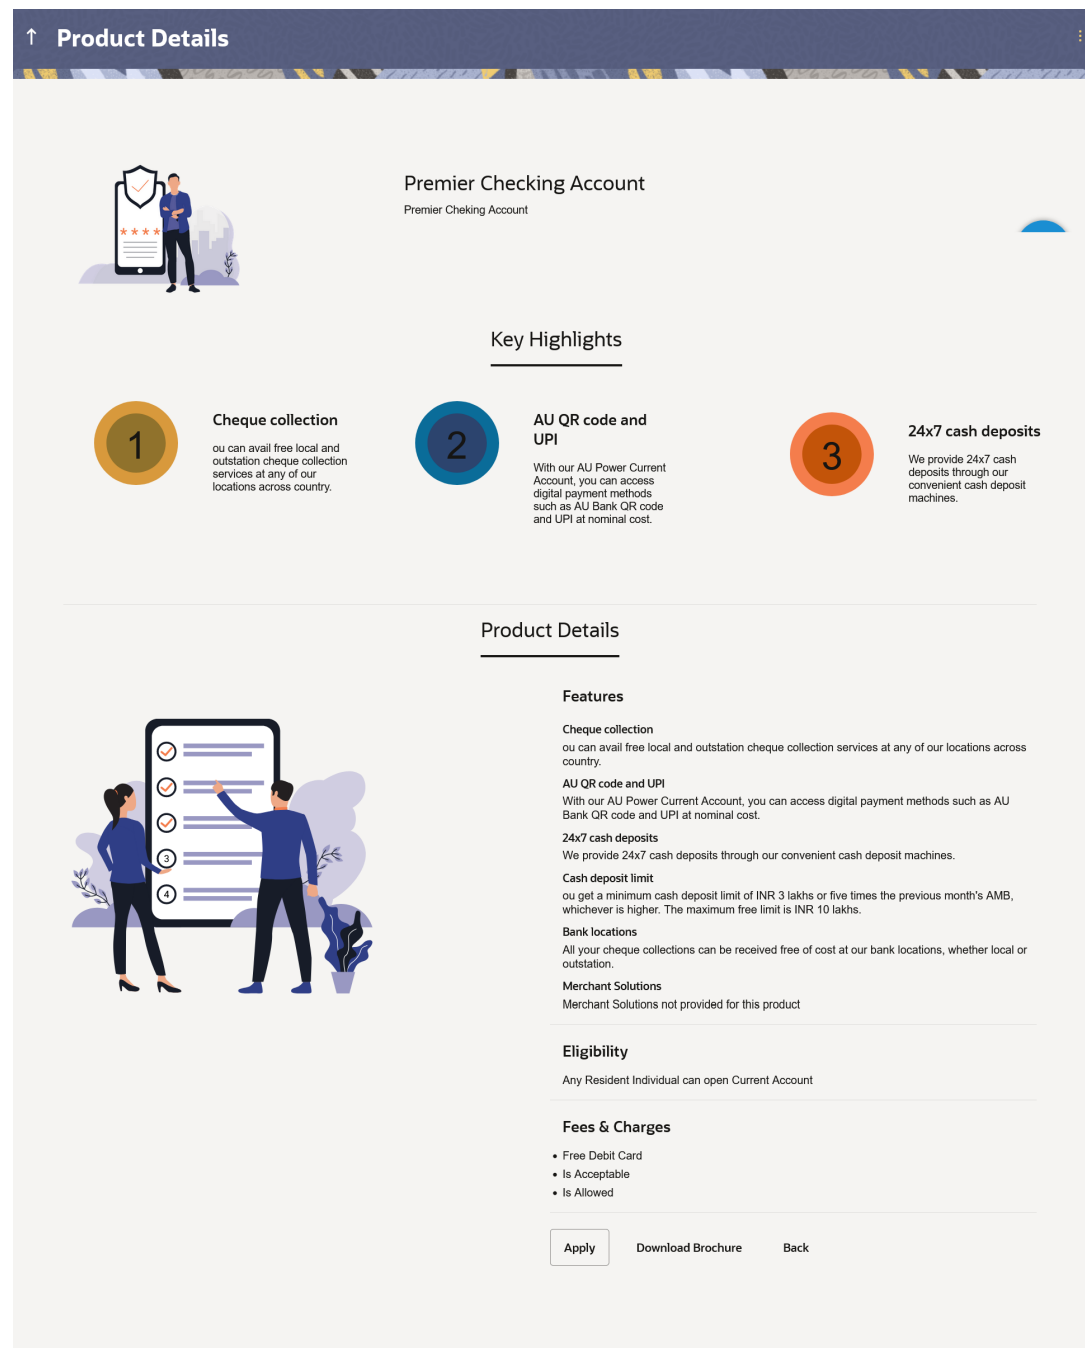 ↑ Product Details
Premier Checking Account
Premier Cheking Account
****
Key Highlights
1
Cheque collection
ou can avail free local and
outstation cheque collection
services at any of our
locations across country.
2
AU QR code and
UPI
With our AU Power Current
Account, you can access
digital payment methods
such as AU Bank QR code
and UPI at nominal cost.
3
24x7 cash deposits
We provide 24x7 cash
deposits through our
convenient cash deposit
machines.
Product Details
3
4
Features
Cheque collection
ou can avail free local and outstation cheque collection services at any of our locations across
country.
AU QR code and UPI
With our AU Power Current Account, you can access digital payment methods such as AU
Bank QR code and UPI at nominal cost.
24x7 cash deposits
We provide 24x7 cash deposits through our convenient cash deposit machines.
Cash deposit limit
ou get a minimum cash deposit limit of INR 3 lakhs or five times the previous month's AMB,
whichever is higher. The maximum free limit is INR 10 lakhs.
Bank locations
All your cheque collections can be received free of cost at our bank locations, whether local or
outstation.
Merchant Solutions
Merchant Solutions not provided for this product
Eligibility
Any Resident Individual can open Current Account
Fees & Charges
• Free Debit Card
• Is Acceptable
• Is Allowed
Apply Download Brochure Back